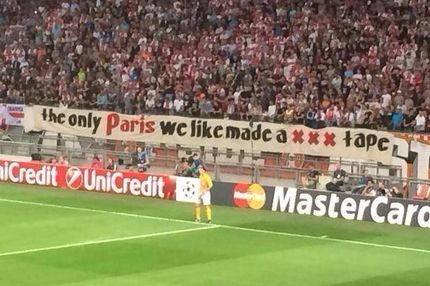 the only Paris we like made a xxx tape
UniCredit UniCredit MasterCard